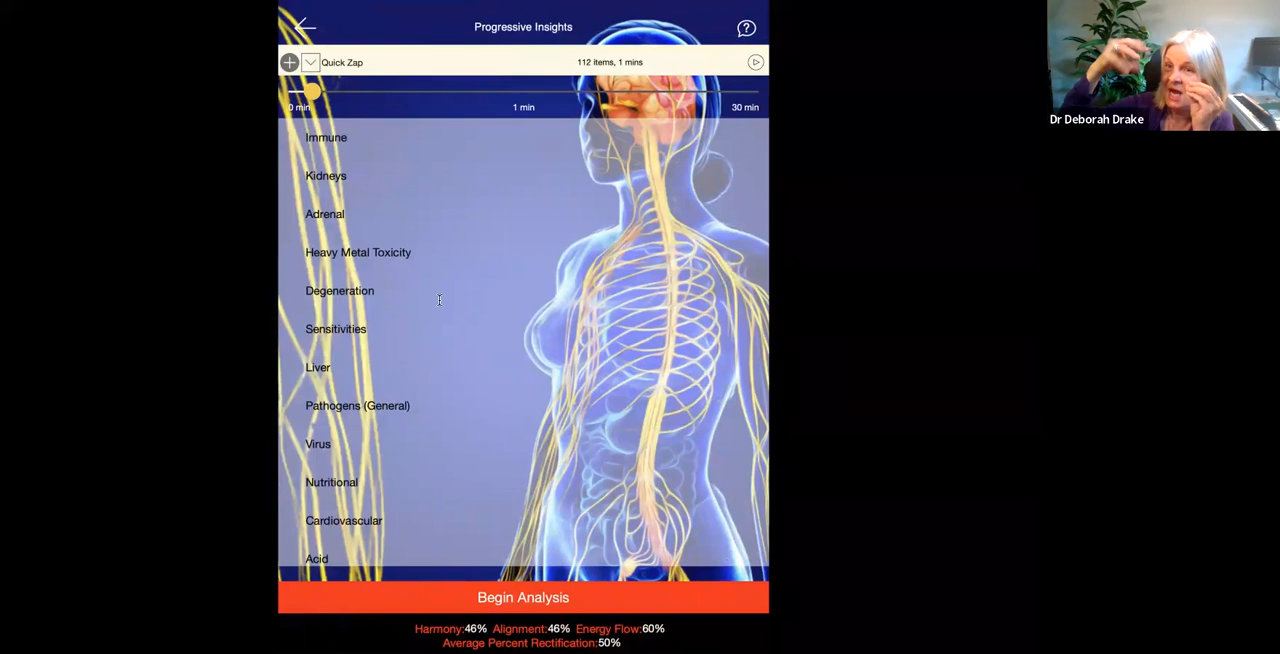 Progressive Insights
Quick Zap
112 items, 1 mins
0 min
1 min
30 min
Immune
Kidneys
Adrenal
Heavy Metal Toxicity
Degeneration
Sensitivities
Liver
Pathogens (General)
Virus
Nutritional
Cardiovascular
Acid
Begin Analysis
Harmony:46% Alignment:46% Energy Flow:60%
Average Percent Rectification:50%
Dr Deborah Drake